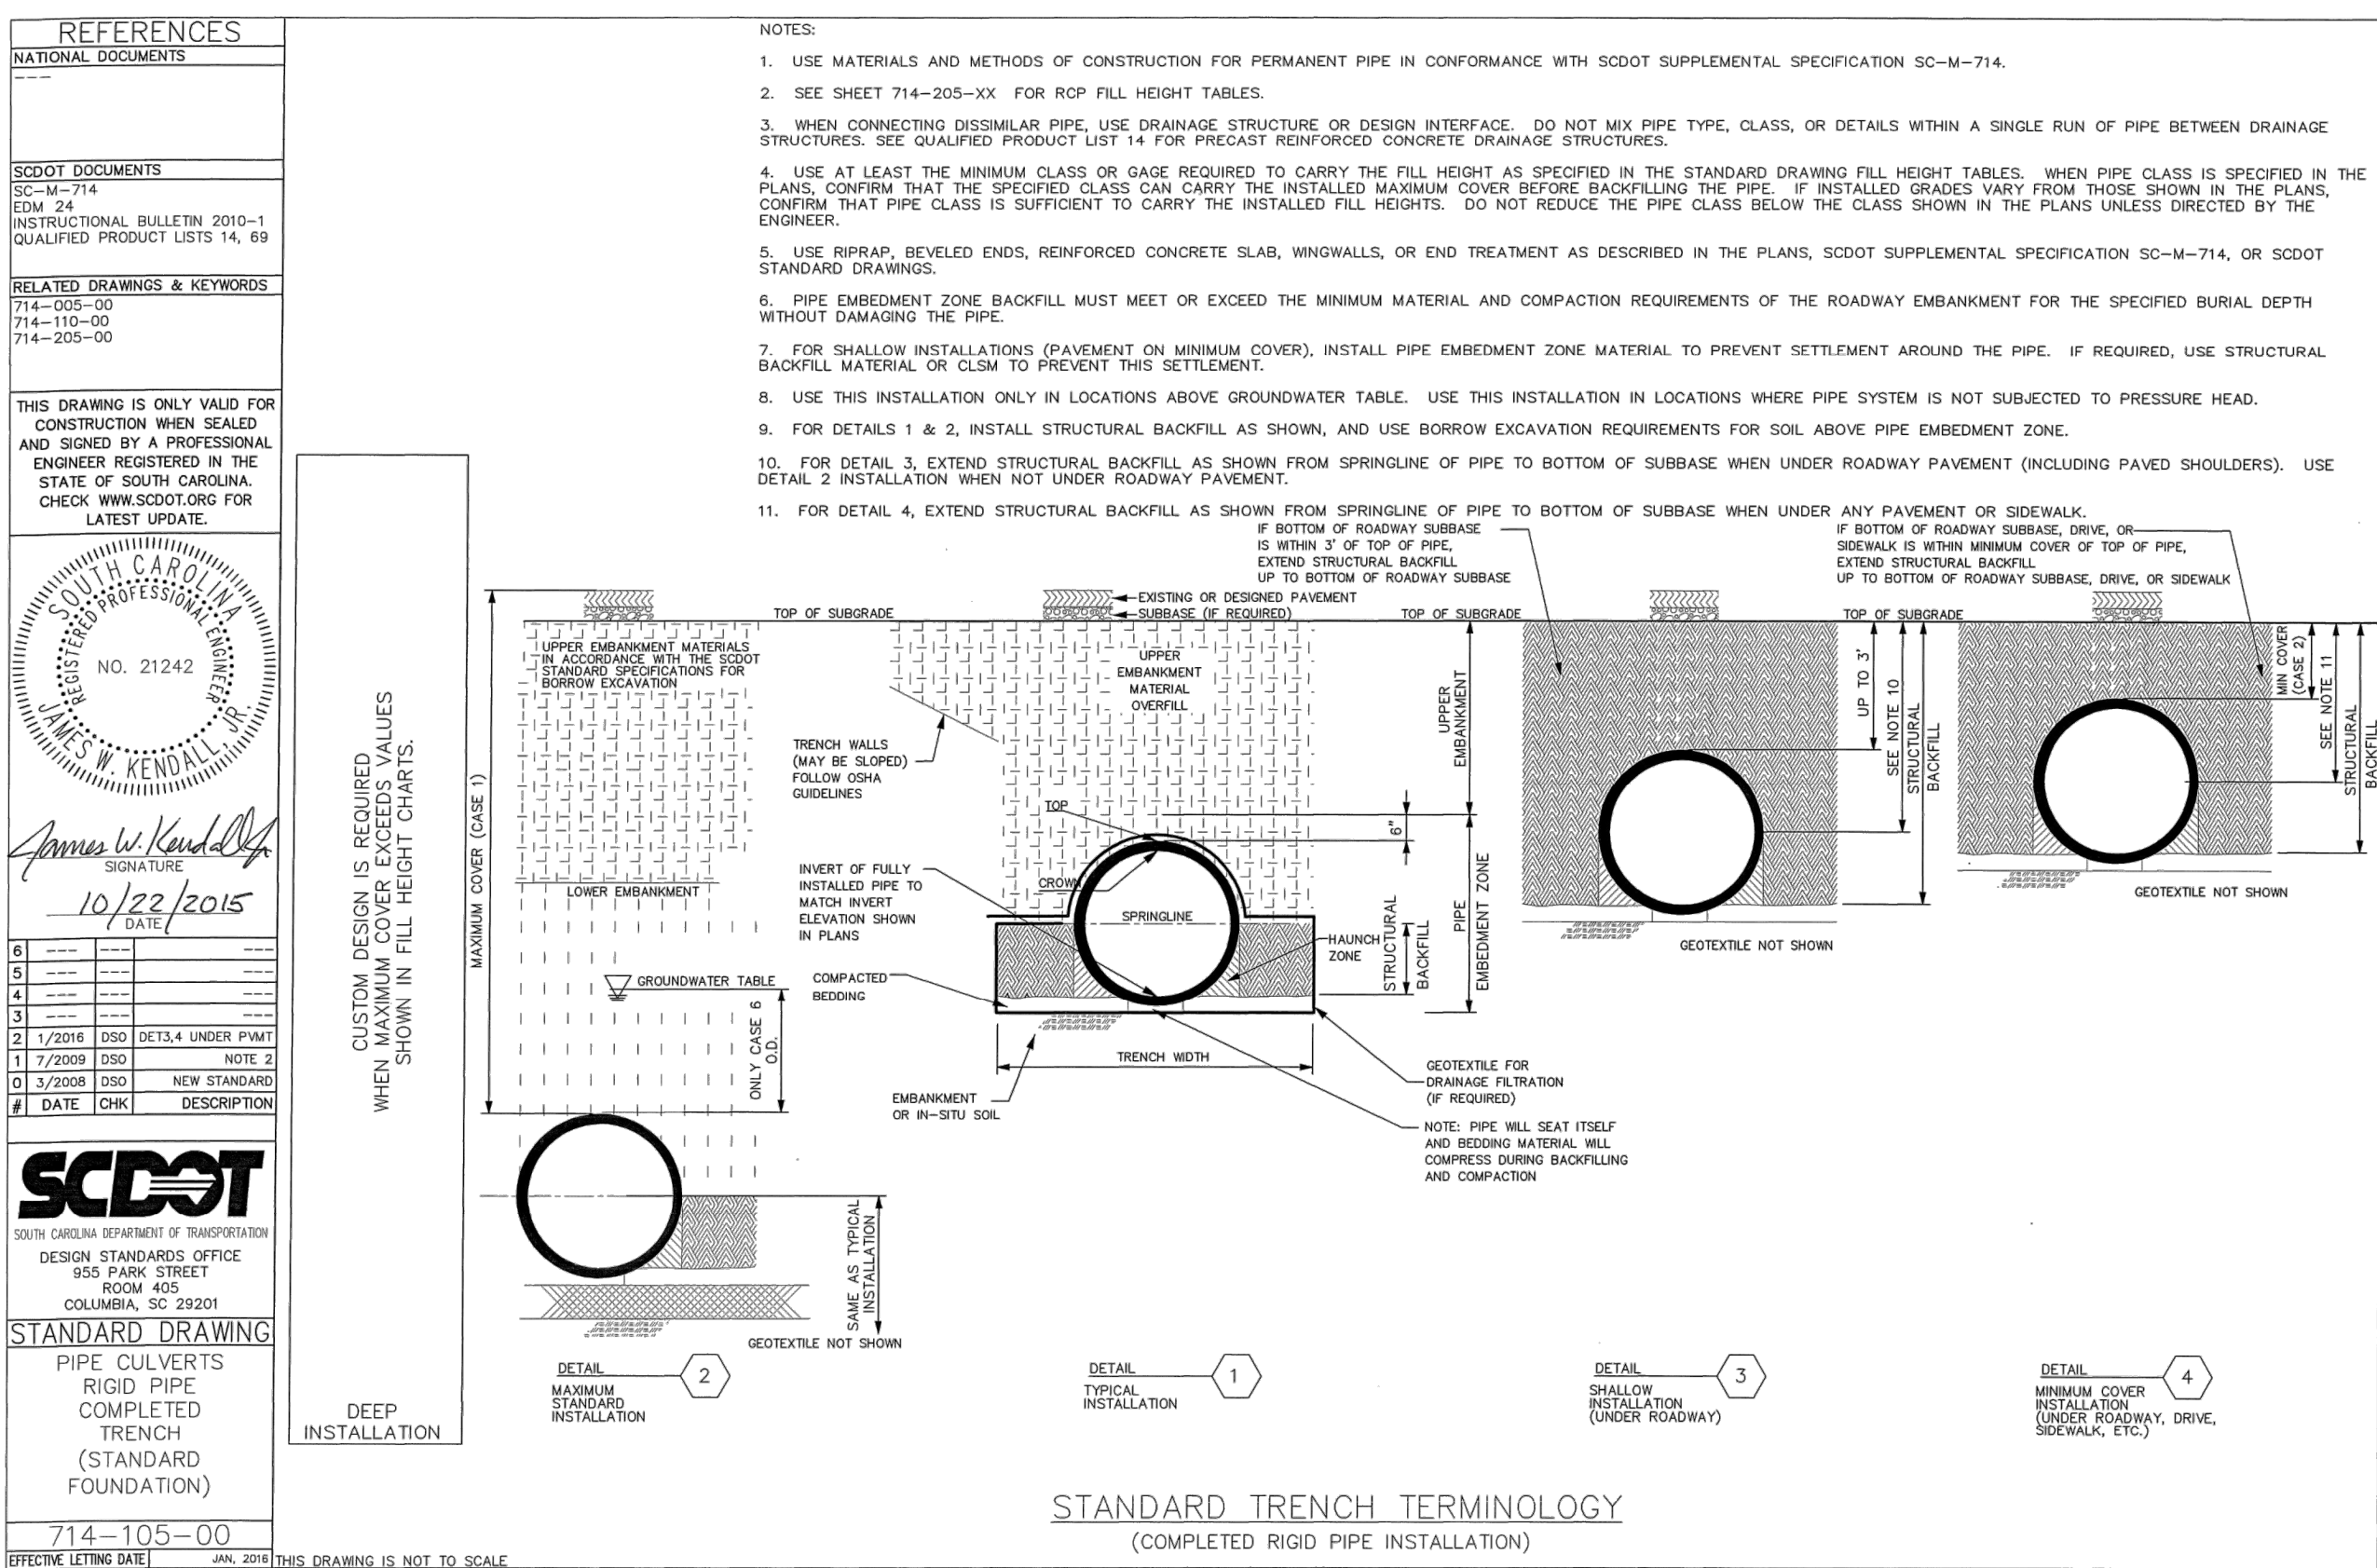 REFERENCES
NATIONAL DOCUMENTS
---
SCDOT DOCUMENTS
SC-M-714
EDM 24
INSTRUCTIONAL BULLETIN 2010-1
QUALIFIED PRODUCT LISTS 14, 69
RELATED DRAWINGS & KEYWORDS
714-005-00
714-110-00
714-205-00
THIS DRAWING IS ONLY VALID FOR
CONSTRUCTION WHEN SEALED
AND SIGNED BY A PROFESSIONAL
ENGINEER REGISTERED IN THE
STATE OF SOUTH CAROLINA.
CHECK WWW.SCDOT.ORG FOR
LATEST UPDATE.
SOUTH CAROLINA
REGISTERED PROFESSIONAL ENGINEER
NO. 21242
JAMES W. KENDALL, JR.
James W. Kendall Jr
SIGNATURE
10/22/2015
DATE
6 --- --- ---
5 --- --- ---
4 --- --- ---
3 --- --- ---
2 1/2016 DSO DET3,4 UNDER PVMT
1 7/2009 DSO NOTE 2
0 3/2008 DSO NEW STANDARD
# DATE CHK DESCRIPTION
SCDOT
SOUTH CAROLINA DEPARTMENT OF TRANSPORTATION
DESIGN STANDARDS OFFICE
955 PARK STREET
ROOM 405
COLUMBIA, SC 29201
STANDARD DRAWING
PIPE CULVERTS
RIGID PIPE
COMPLETED
TRENCH
(STANDARD
FOUNDATION)
714-105-00
EFFECTIVE LETTING DATE JAN, 2016
THIS DRAWING IS NOT TO SCALE
NOTES:
1. USE MATERIALS AND METHODS OF CONSTRUCTION FOR PERMANENT PIPE IN CONFORMANCE WITH SCDOT SUPPLEMENTAL SPECIFICATION SC-M-714.
2. SEE SHEET 714-205-XX FOR RCP FILL HEIGHT TABLES.
3. WHEN CONNECTING DISSIMILAR PIPE, USE DRAINAGE STRUCTURE OR DESIGN INTERFACE. DO NOT MIX PIPE TYPE, CLASS, OR DETAILS WITHIN A SINGLE RUN OF PIPE BETWEEN DRAINAGE
STRUCTURES. SEE QUALIFIED PRODUCT LIST 14 FOR PRECAST REINFORCED CONCRETE DRAINAGE STRUCTURES.
4. USE AT LEAST THE MINIMUM CLASS OR GAGE REQUIRED TO CARRY THE FILL HEIGHT AS SPECIFIED IN THE STANDARD DRAWING FILL HEIGHT TABLES. WHEN PIPE CLASS IS SPECIFIED IN THE
PLANS, CONFIRM THAT THE SPECIFIED CLASS CAN CARRY THE INSTALLED MAXIMUM COVER BEFORE BACKFILLING THE PIPE. IF INSTALLED GRADES VARY FROM THOSE SHOWN IN THE PLANS,
CONFIRM THAT PIPE CLASS IS SUFFICIENT TO CARRY THE INSTALLED FILL HEIGHTS. DO NOT REDUCE THE PIPE CLASS BELOW THE CLASS SHOWN IN THE PLANS UNLESS DIRECTED BY THE
ENGINEER.
5. USE RIPRAP, BEVELED ENDS, REINFORCED CONCRETE SLAB, WINGWALLS, OR END TREATMENT AS DESCRIBED IN THE PLANS, SCDOT SUPPLEMENTAL SPECIFICATION SC-M-714, OR SCDOT
STANDARD DRAWINGS.
6. PIPE EMBEDMENT ZONE BACKFILL MUST MEET OR EXCEED THE MINIMUM MATERIAL AND COMPACTION REQUIREMENTS OF THE ROADWAY EMBANKMENT FOR THE SPECIFIED BURIAL DEPTH
WITHOUT DAMAGING THE PIPE.
7. FOR SHALLOW INSTALLATIONS (PAVEMENT ON MINIMUM COVER), INSTALL PIPE EMBEDMENT ZONE MATERIAL TO PREVENT SETTLEMENT AROUND THE PIPE. IF REQUIRED, USE STRUCTURAL
BACKFILL MATERIAL OR CLSM TO PREVENT THIS SETTLEMENT.
8. USE THIS INSTALLATION ONLY IN LOCATIONS ABOVE GROUNDWATER TABLE. USE THIS INSTALLATION IN LOCATIONS WHERE PIPE SYSTEM IS NOT SUBJECTED TO PRESSURE HEAD.
9. FOR DETAILS 1 & 2, INSTALL STRUCTURAL BACKFILL AS SHOWN, AND USE BORROW EXCAVATION REQUIREMENTS FOR SOIL ABOVE PIPE EMBEDMENT ZONE.
10. FOR DETAIL 3, EXTEND STRUCTURAL BACKFILL AS SHOWN FROM SPRINGLINE OF PIPE TO BOTTOM OF SUBBASE WHEN UNDER ROADWAY PAVEMENT (INCLUDING PAVED SHOULDERS). USE
DETAIL 2 INSTALLATION WHEN NOT UNDER ROADWAY PAVEMENT.
11. FOR DETAIL 4, EXTEND STRUCTURAL BACKFILL AS SHOWN FROM SPRINGLINE OF PIPE TO BOTTOM OF SUBBASE WHEN UNDER ANY PAVEMENT OR SIDEWALK.
CUSTOM DESIGN IS REQUIRED
WHEN MAXIMUM COVER EXCEEDS VALUES
SHOWN IN FILL HEIGHT CHARTS.
DEEP
INSTALLATION
MAXIMUM COVER (CASE 1)
TOP OF SUBGRADE
UPPER EMBANKMENT MATERIALS
IN ACCORDANCE WITH THE SCDOT
STANDARD SPECIFICATIONS FOR
BORROW EXCAVATION
LOWER EMBANKMENT
GROUNDWATER TABLE
ONLY CASE 6
O.D.
SAME AS TYPICAL
INSTALLATION
GEOTEXTILE NOT SHOWN
DETAIL 2
MAXIMUM
STANDARD
INSTALLATION
EXISTING OR DESIGNED PAVEMENT
SUBBASE (IF REQUIRED)
TOP OF SUBGRADE
UPPER
EMBANKMENT
MATERIAL
OVERFILL
TRENCH WALLS
(MAY BE SLOPED)
FOLLOW OSHA
GUIDELINES
TOP
INVERT OF FULLY
INSTALLED PIPE TO
MATCH INVERT
ELEVATION SHOWN
IN PLANS
CROWN
SPRINGLINE
HAUNCH
ZONE
COMPACTED
BEDDING
TRENCH WIDTH
EMBANKMENT
OR IN-SITU SOIL
UPPER
EMBANKMENT
6"
STRUCTURAL
BACKFILL
PIPE
EMBEDMENT ZONE
GEOTEXTILE FOR
DRAINAGE FILTRATION
(IF REQUIRED)
NOTE: PIPE WILL SEAT ITSELF
AND BEDDING MATERIAL WILL
COMPRESS DURING BACKFILLING
AND COMPACTION
DETAIL 1
TYPICAL
INSTALLATION
IF BOTTOM OF ROADWAY SUBBASE
IS WITHIN 3' OF TOP OF PIPE,
EXTEND STRUCTURAL BACKFILL
UP TO BOTTOM OF ROADWAY SUBBASE
TOP OF SUBGRADE
UP TO 3'
SEE NOTE 10
STRUCTURAL
BACKFILL
GEOTEXTILE NOT SHOWN
DETAIL 3
SHALLOW
INSTALLATION
(UNDER ROADWAY)
IF BOTTOM OF ROADWAY SUBBASE, DRIVE, OR
SIDEWALK IS WITHIN MINIMUM COVER OF TOP OF PIPE,
EXTEND STRUCTURAL BACKFILL
UP TO BOTTOM OF ROADWAY SUBBASE, DRIVE, OR SIDEWALK
MIN COVER
(CASE 2)
SEE NOTE 11
STRUCTURAL
BACKFILL
GEOTEXTILE NOT SHOWN
DETAIL 4
MINIMUM COVER
INSTALLATION
(UNDER ROADWAY, DRIVE,
SIDEWALK, ETC.)
STANDARD TRENCH TERMINOLOGY
(COMPLETED RIGID PIPE INSTALLATION)